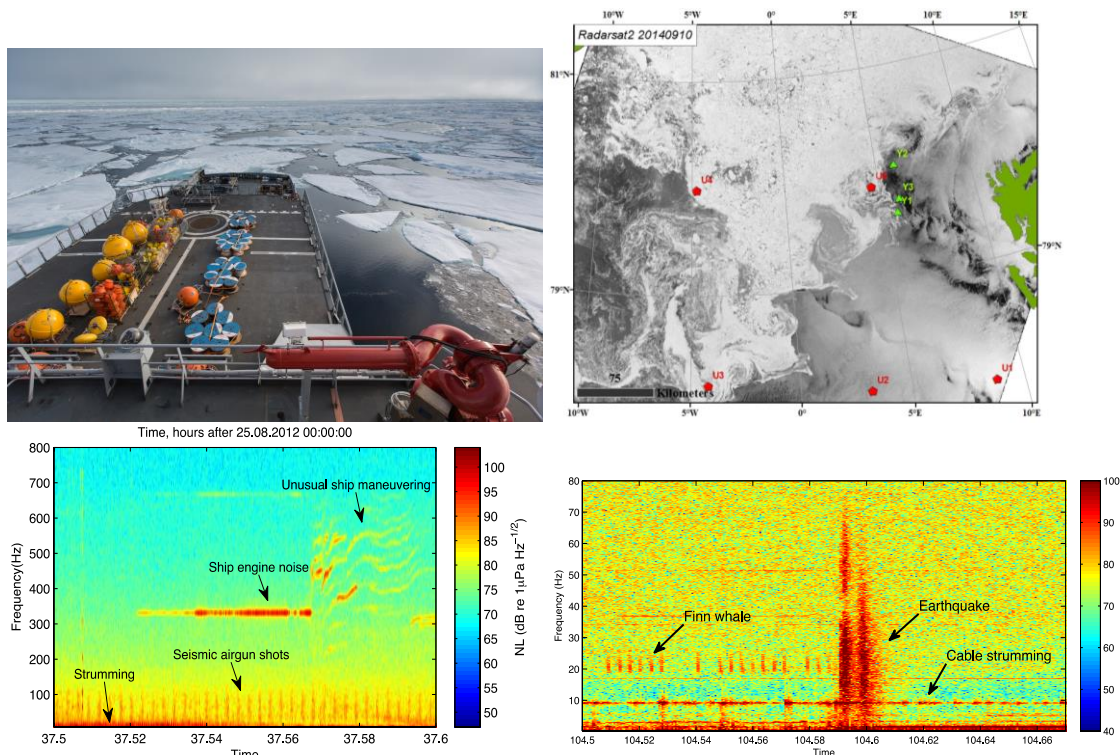 10°W 5°W 0°E 5°E 10°E 15°E
Radarsat2 20140910
81°N
Y2
U4
Y3
Y1
79°N
79°N
75
Kilometers
U3
U2
U1
10°W 5°W 0°E 5°E 10°E
Time, hours after 25.08.2012 00:00:00
800
700
600
500
400
300
200
100
Frequency(Hz)
Unusual ship maneuvering
Ship engine noise
Seismic airgun shots
Strumming
37.5 37.52 37.54 37.56 37.58 37.6
Time
100
95
90
85
80
75
70
65
60
55
50
NL (dB re 1μPa Hz⁻¹/²)
80
70
60
50
40
30
20
10
0
Frequency (Hz)
Finn whale
Earthquake
Cable strumming
104.5 104.52 104.54 104.56 104.58 104.6 104.62 104.64 104.66
Time
100
90
80
70
60
50
40